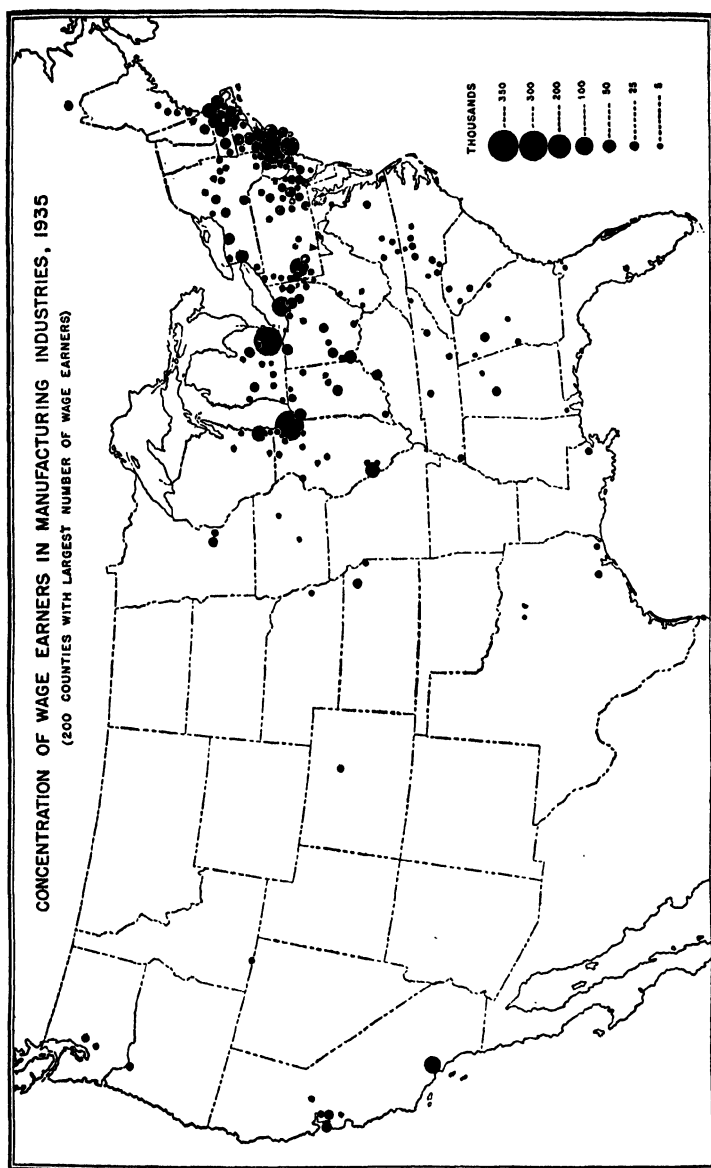 CONCENTRATION OF WAGE EARNERS IN MANUFACTURING INDUSTRIES, 1935
(200 COUNTIES WITH LARGEST NUMBER OF WAGE EARNERS)
THOUSANDS
350
300
200
100
50
25
5